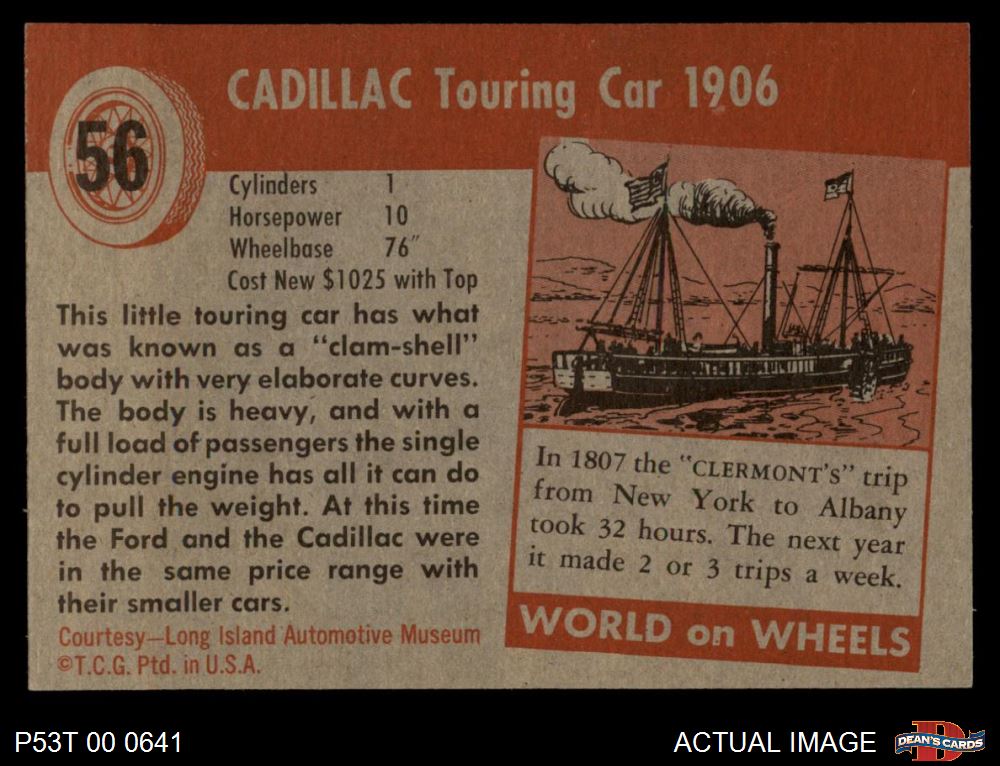 56
CADILLAC Touring Car 1906
Cylinders 1
Horsepower 10
Wheelbase 76"
Cost New $1025 with Top
This little touring car has what
was known as a "clam-shell"
body with very elaborate curves.
The body is heavy, and with a
full load of passengers the single
cylinder engine has all it can do
to pull the weight. At this time
the Ford and the Cadillac were
in the same price range with
their smaller cars.
Courtesy—Long Island Automotive Museum
©T.C.G. Ptd. in U.S.A.
In 1807 the "CLERMONT'S" trip
from New York to Albany
took 32 hours. The next year
it made 2 or 3 trips a week.
WORLD on WHEELS
P53T 00 0641
ACTUAL IMAGE
D
DEAN'S CARDS